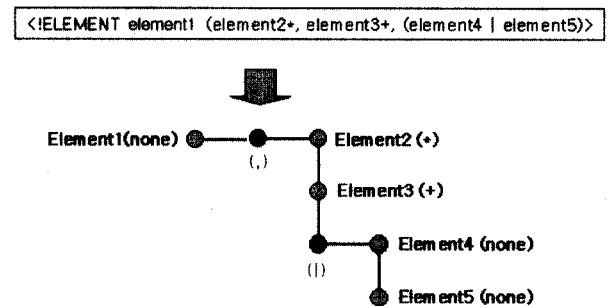 <!ELEMENT element1 (element2*, element3+, (element4 | element5)>
Element1(none)
(,)
Element2 (*)
Element3 (+)
(|)
Element4 (none)
Element5 (none)